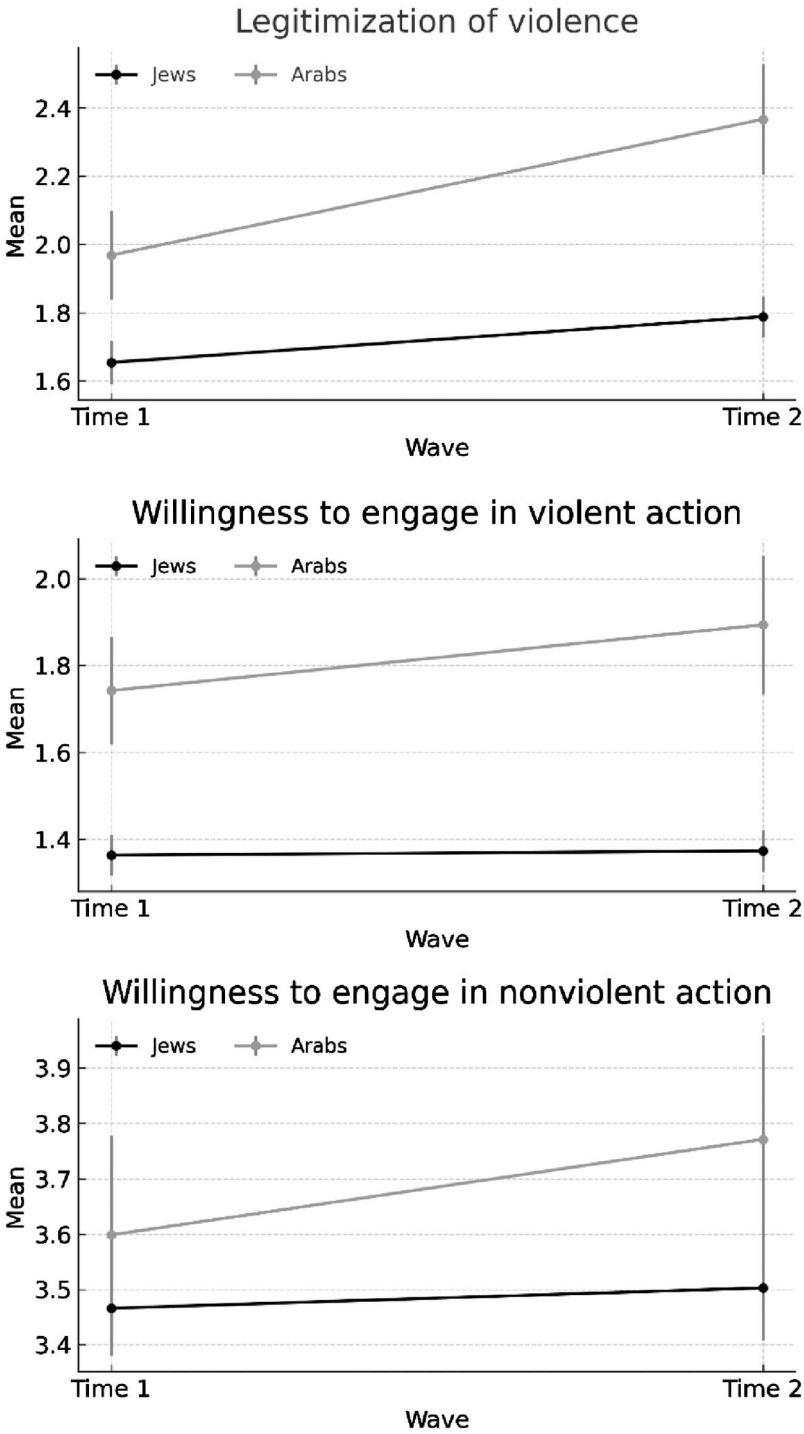 Legitimization of violence
Jews Arabs
2.4
2.2
2.0
1.8
1.6
Mean
Time 1 Time 2
Wave
Willingness to engage in violent action
Jews Arabs
2.0
1.8
1.6
1.4
Mean
Time 1 Time 2
Wave
Willingness to engage in nonviolent action
Jews Arabs
3.9
3.8
3.7
3.6
3.5
3.4
Mean
Time 1 Time 2
Wave